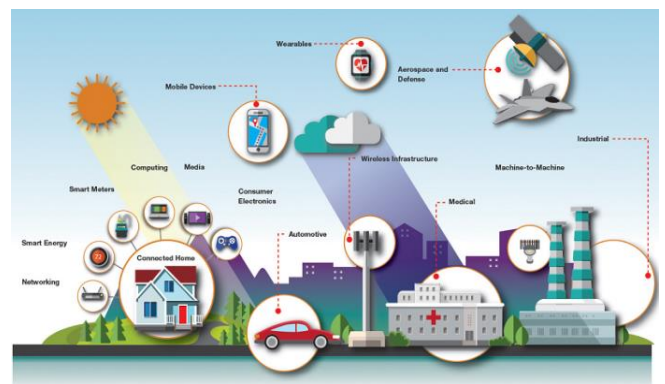 Wearables
Aerospace and
Defense
Mobile Devices
Industrial
Computing
Media
Wireless Infrastructure
Machine-to-Machine
Smart Meters
Consumer
Electronics
Medical
Automotive
Smart Energy
Connected Home
72
Networking